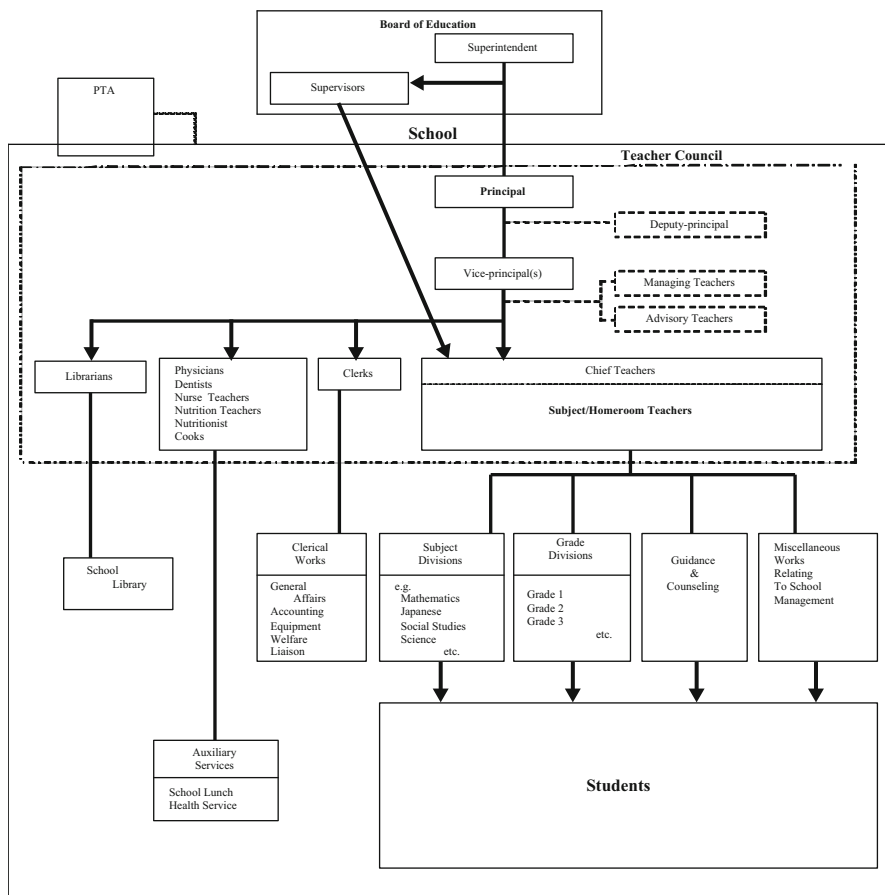 Board of Education
Superintendent
Supervisors
PTA
School
Teacher Council
Principal
Deputy-principal
Vice-principal(s)
Managing Teachers
Advisory Teachers
Librarians
Physicians
Dentists
Nurse Teachers
Nutrition Teachers
Nutritionist
Cooks
Clerks
Chief Teachers
Subject/Homeroom Teachers
School
Library
Clerical
Works
General
Affairs
Accounting
Equipment
Welfare
Liaison
Subject
Divisions
e.g.
Mathematics
Japanese
Social Studies
Science
etc.
Grade
Divisions
Grade 1
Grade 2
Grade 3
etc.
Guidance
&
Counseling
Miscellaneous
Works
Relating
To School
Management
Auxiliary
Services
School Lunch
Health Service
Students